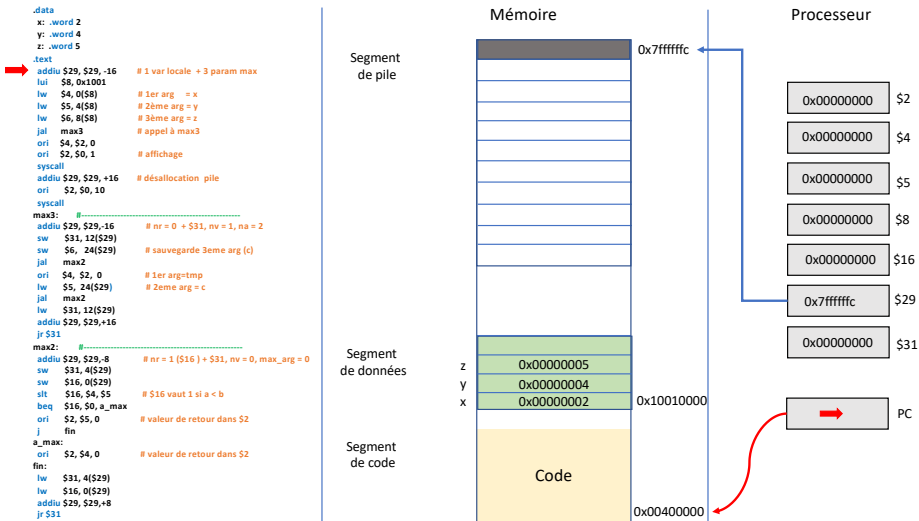 .data
x: .word 2
y: .word 4
z: .word 5
.text
addiu $29, $29, -16 # 1 var locale + 3 param max
lui $8, 0x1001
lw $4, 0($8) # 1er arg = x
lw $5, 4($8) # 2ème arg = y
lw $6, 8($8) # 3ème arg = z
jal max3 # appel à max3
ori $4, $2, 0
ori $2, $0, 1 # affichage
syscall
addiu $29, $29, +16 # désallocation pile
ori $2, $0, 10
syscall
max3: #-----------------------------------------------------
addiu $29, $29,-16 # nr = 0 + $31, nv = 1, na = 2
sw $31, 12($29)
sw $6, 24($29) # sauvegarde 3eme arg (c)
jal max2
ori $4, $2, 0 # 1er arg=tmp
lw $5, 24($29) # 2eme arg = c
jal max2
lw $31, 12($29)
addiu $29, $29,+16
jr $31
max2: #-----------------------------------------------------
addiu $29, $29,-8 # nr = 1 ($16 ) + $31, nv = 0, max_arg = 0
sw $31, 4($29)
sw $16, 0($29)
slt $16, $4, $5 # $16 vaut 1 si a < b
beq $16, $0, a_max
ori $2, $5, 0 # valeur de retour dans $2
j fin
a_max:
ori $2, $4, 0 # valeur de retour dans $2
fin:
lw $31, 4($29)
lw $16, 0($29)
addiu $29, $29,+8
jr $31
Mémoire
Segment
de pile
0x7ffffffc
Segment
de données
z 0x00000005
y 0x00000004
x 0x00000002 0x10010000
Segment
de code
Code
0x00400000
Processeur
0x00000000 $2
0x00000000 $4
0x00000000 $5
0x00000000 $8
0x00000000 $16
0x7ffffffc $29
0x00000000 $31
PC